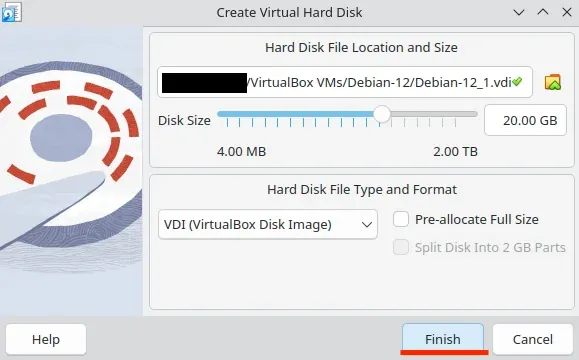 Create Virtual Hard Disk
Hard Disk File Location and Size
/VirtualBox VMs/Debian-12/Debian-12_1.vdi
Disk Size
20.00 GB
4.00 MB
2.00 TB
Hard Disk File Type and Format
VDI (VirtualBox Disk Image)
Pre-allocate Full Size
Split Disk Into 2 GB Parts
Help
Finish
Cancel